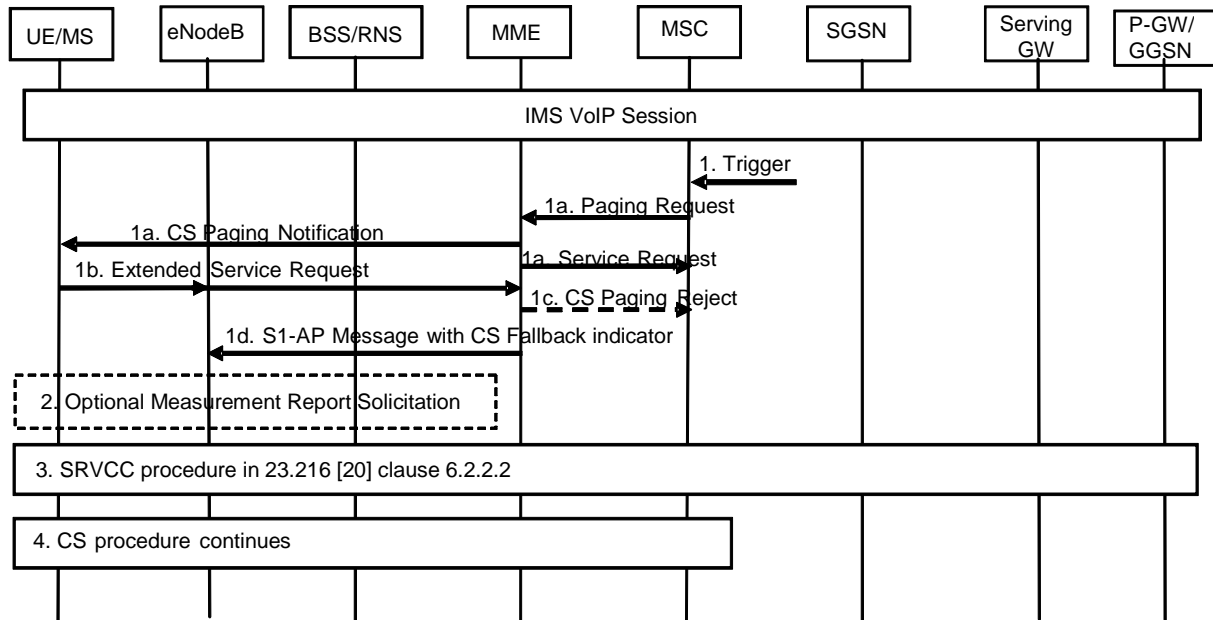 UE/MS
eNodeB
BSS/RNS
MME
MSC
SGSN
Serving
GW
P-GW/
GGSN
IMS VoIP Session
1. Trigger
1a. Paging Request
1a. CS Paging Notification
1a. Service Request
1b. Extended Service Request
1c. CS Paging Reject
1d. S1-AP Message with CS Fallback indicator
2. Optional Measurement Report Solicitation
3. SRVCC procedure in 23.216 [20] clause 6.2.2.2
4. CS procedure continues